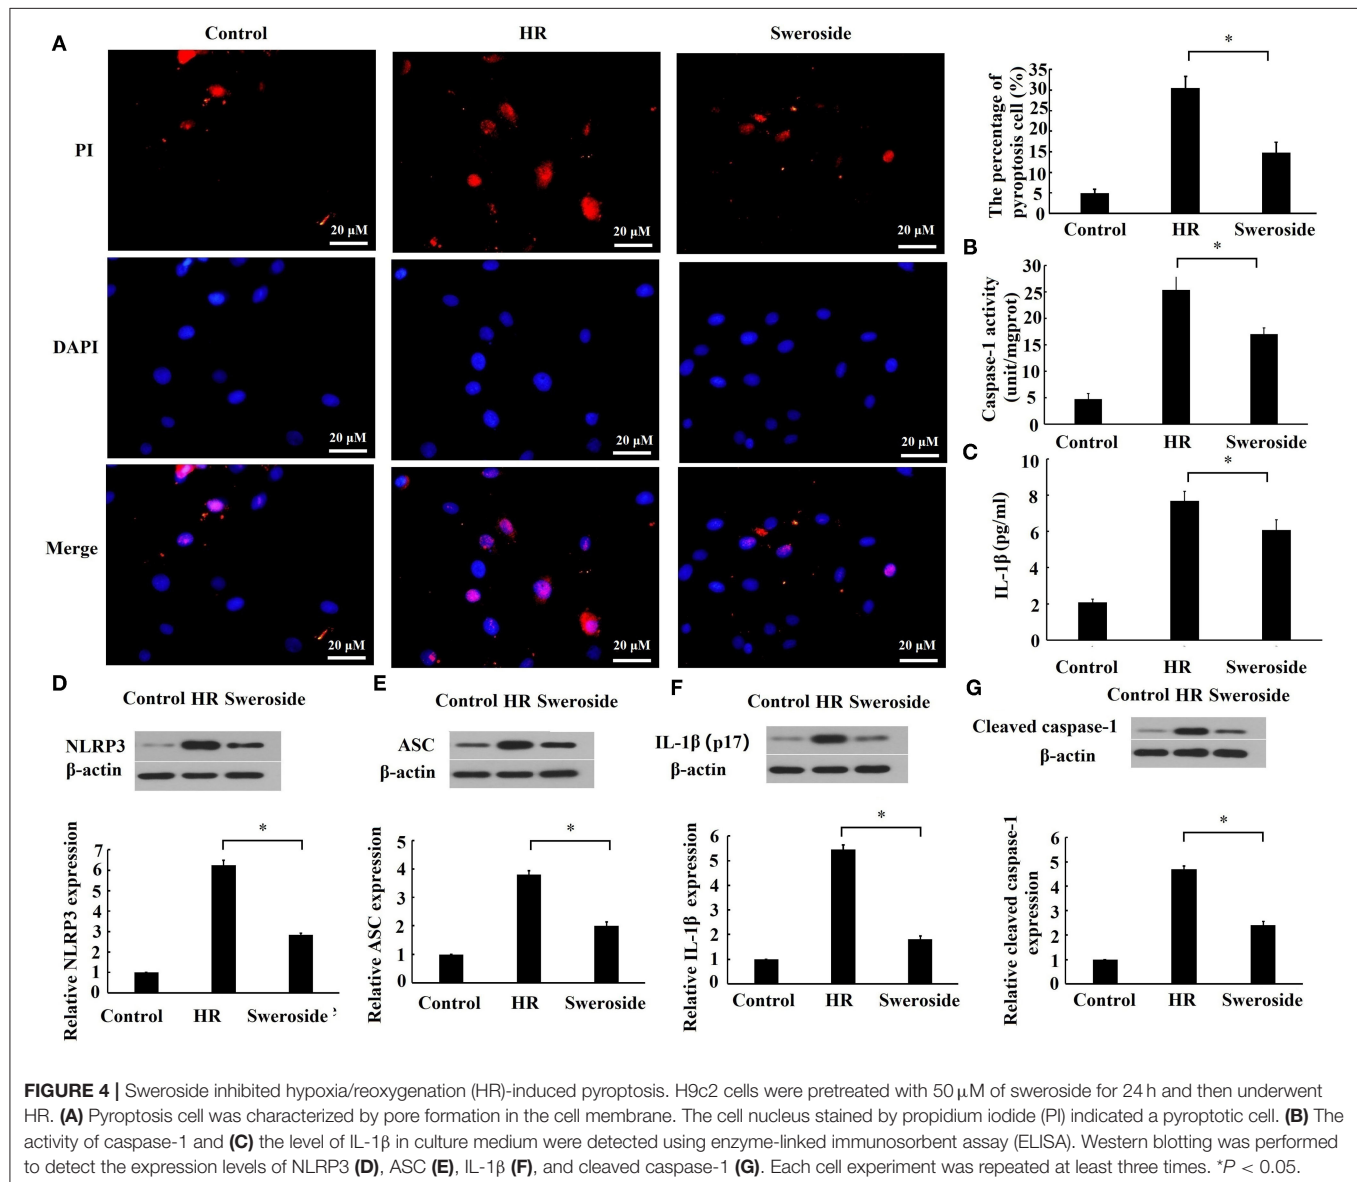 A
Control
HR
Sweroside
PI
20 µM
20 µM
20 µM
DAPI
20 µM
20 µM
20 µM
Merge
20 µM
20 µM
20 µM
The percentage of
pyroptosis cell (%)
35
30
25
20
15
10
5
0
*
Control HR Sweroside
B
Caspase-1 activity
(unit/mgprot)
30
25
20
15
10
5
0
*
Control HR Sweroside
C
IL-1β (pg/ml)
10
8
6
4
2
0
*
Control HR Sweroside
D
Control HR Sweroside
NLRP3
β-actin
Relative NLRP3 expression
7
6
5
4
3
2
1
0
*
Control HR Sweroside
E
Control HR Sweroside
ASC
β-actin
Relative ASC expression
5
4
3
2
1
0
*
Control HR Sweroside
F
Control HR Sweroside
IL-1β (p17)
β-actin
Relative IL-1β expression
6
5
4
3
2
1
0
*
Control HR Sweroside
G
Control HR Sweroside
Cleaved caspase-1
β-actin
Relative cleaved caspase-1
expression
6
5
4
3
2
1
0
*
Control HR Sweroside
FIGURE 4 | Sweroside inhibited hypoxia/reoxygenation (HR)-induced pyroptosis. H9c2 cells were pretreated with 50 µM of sweroside for 24 h and then underwent
HR. (A) Pyroptosis cell was characterized by pore formation in the cell membrane. The cell nucleus stained by propidium iodide (PI) indicated a pyroptotic cell. (B) The
activity of caspase-1 and (C) the level of IL-1β in culture medium were detected using enzyme-linked immunosorbent assay (ELISA). Western blotting was performed
to detect the expression levels of NLRP3 (D), ASC (E), IL-1β (F), and cleaved caspase-1 (G). Each cell experiment was repeated at least three times. *P < 0.05.